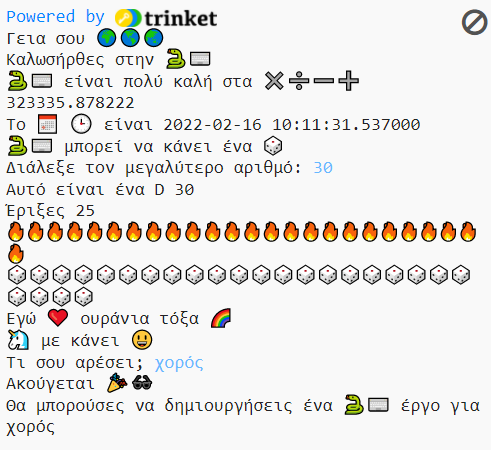 Powered by trinket
Γεια σου 🌍🌎🌏
Καλωσήρθες στην 🐍⌨️
🐍⌨️ είναι πολύ καλή στα ✖️➗➖➕
323335.878222
Το 📅 🕒 είναι 2022-02-16 10:11:31.537000
🐍⌨️ μπορεί να κάνει ένα 🎲
Διάλεξε τον μεγαλύτερο αριθμό: 30
Αυτό είναι ένα D 30
Έριξες 25
🔥🔥🔥🔥🔥🔥🔥🔥🔥🔥🔥🔥🔥🔥🔥🔥🔥🔥🔥🔥🔥🔥🔥🔥
🔥
🎲🎲🎲🎲🎲🎲🎲🎲🎲🎲🎲🎲🎲🎲🎲🎲🎲🎲🎲🎲🎲
🎲🎲🎲🎲
Εγώ ❤️ ουράνια τόξα 🌈
🦄 με κάνει 😃
Τι σου αρέσει; χορός
Ακούγεται 🎉🕶️
Θα μπορούσες να δημιουργήσεις ένα 🐍⌨️ έργο για
χορός